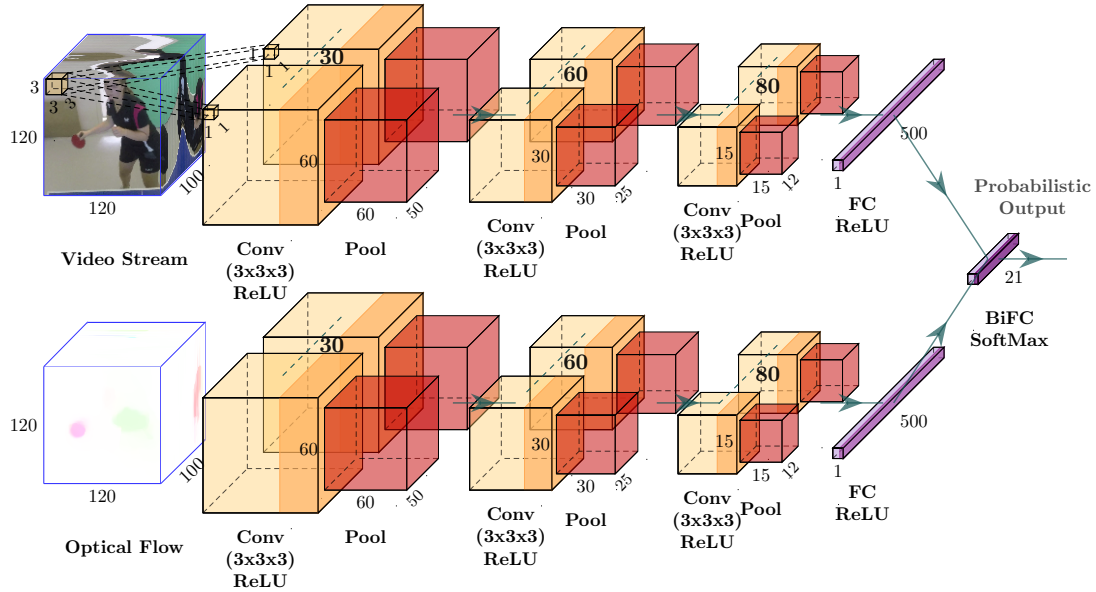 3
3
3
120
120
100
Video Stream
1
1
1
1
1
30
60
60
50
Conv
(3x3x3)
ReLU
Pool
60
30
30
25
Conv
(3x3x3)
ReLU
Pool
80
15
15
12
Conv
(3x3x3)
ReLU
Pool
500
1
FC
ReLU
Probabilistic
Output
21
BiFC
SoftMax
120
120
100
Optical Flow
30
60
60
50
Conv
(3x3x3)
ReLU
Pool
60
30
30
25
Conv
(3x3x3)
ReLU
Pool
80
15
15
12
Conv
(3x3x3)
ReLU
Pool
500
1
FC
ReLU